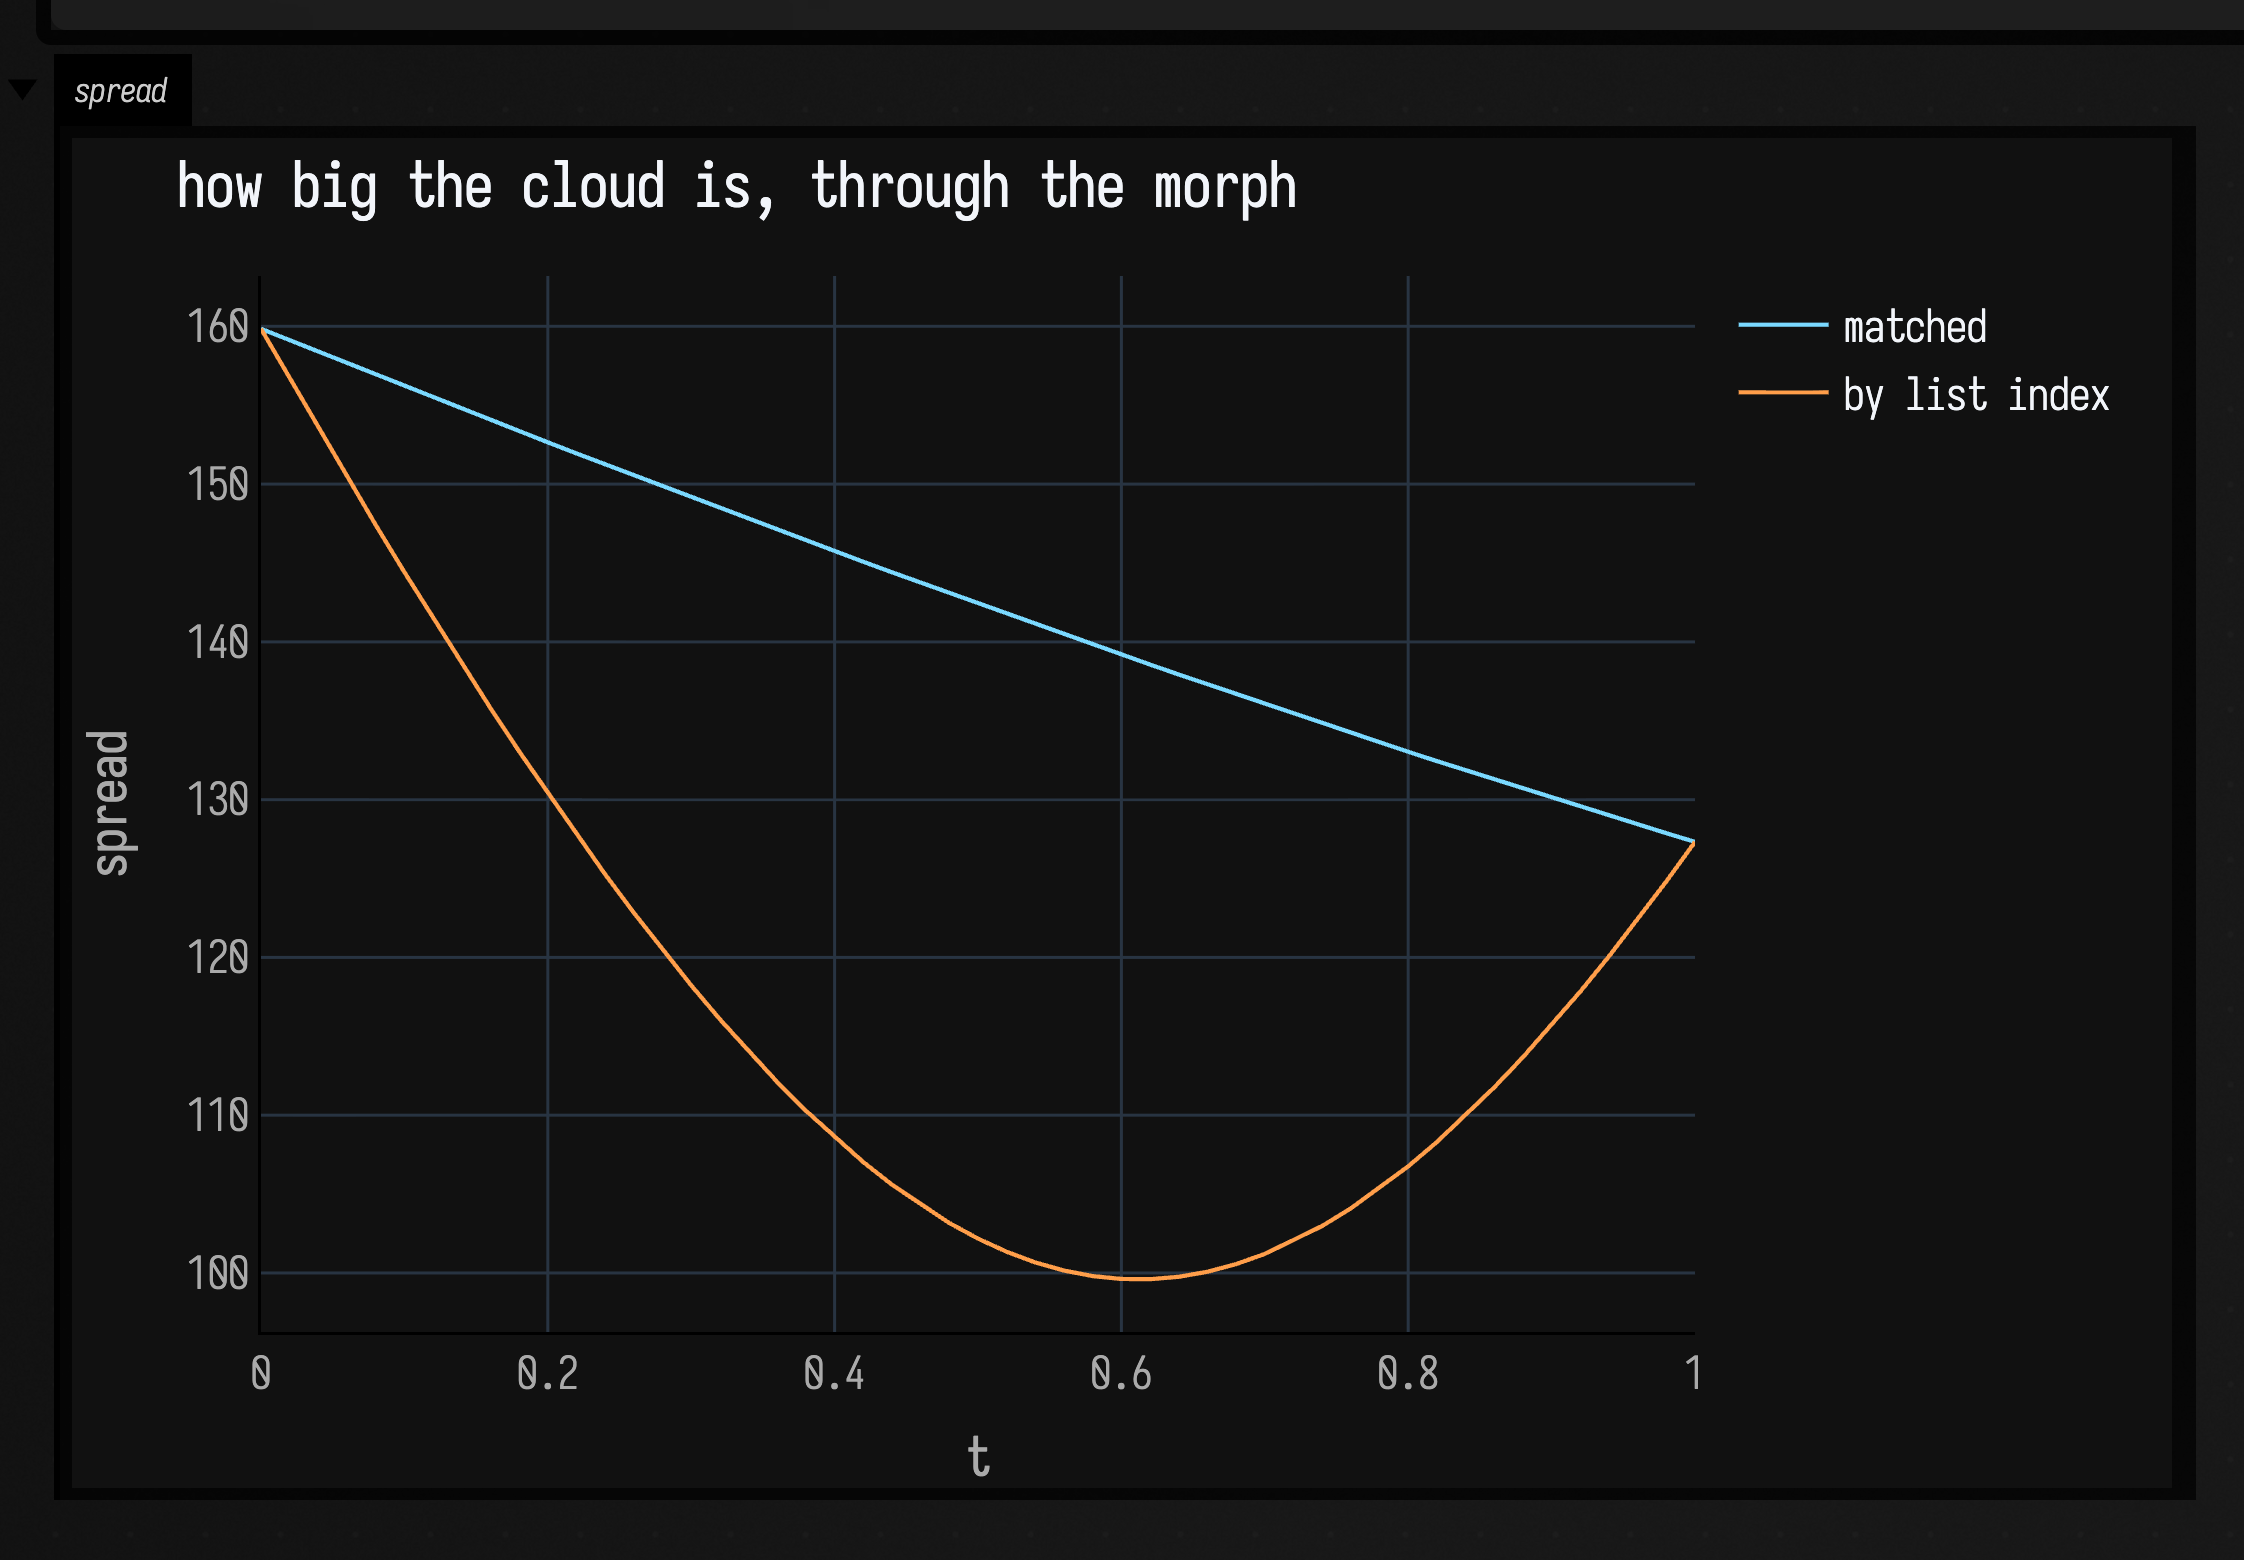 spread
how big the cloud is, through the morph
160
150
140
130
120
110
100
spread
0 0.2 0.4 0.6 0.8 1
t
matched
by list index